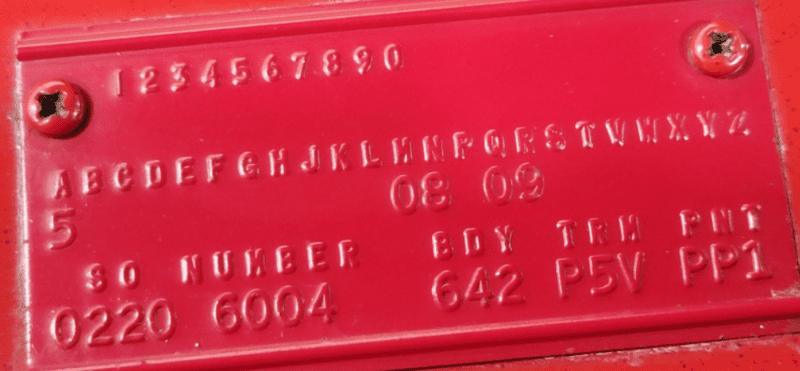 1234567890
ABCDEFGHJKLMNPQRSTVWXYZ
5 08 09
SO NUMBER BDY TRM PNT
0220 6004 642 P5V PP1